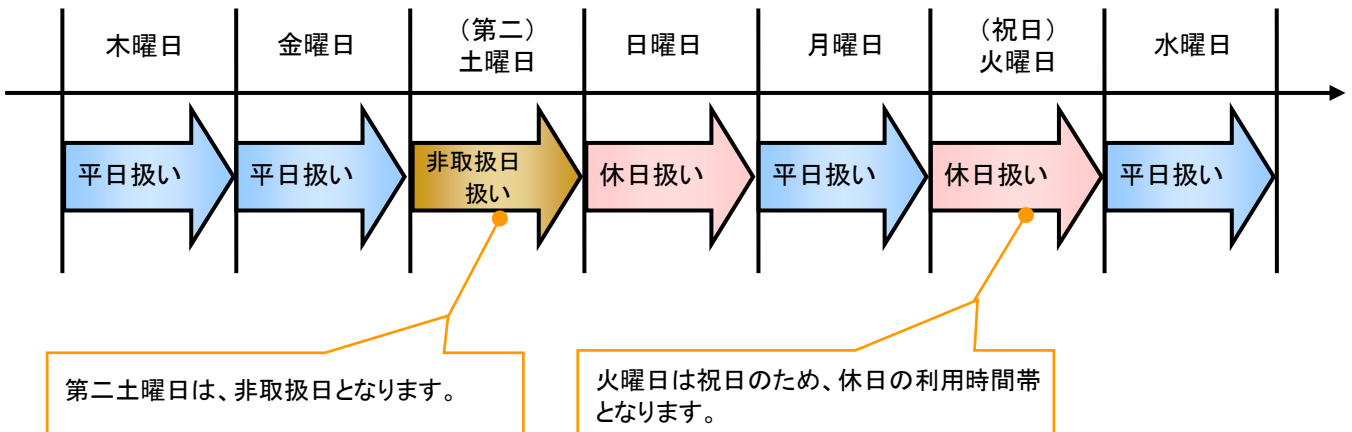 木曜日
金曜日
（第二）
土曜日
日曜日
月曜日
（祝日）
火曜日
水曜日
平日扱い
平日扱い
非取扱日
扱い
休日扱い
平日扱い
休日扱い
平日扱い
第二土曜日は、非取扱日となります。
火曜日は祝日のため、休日の利用時間帯
となります。